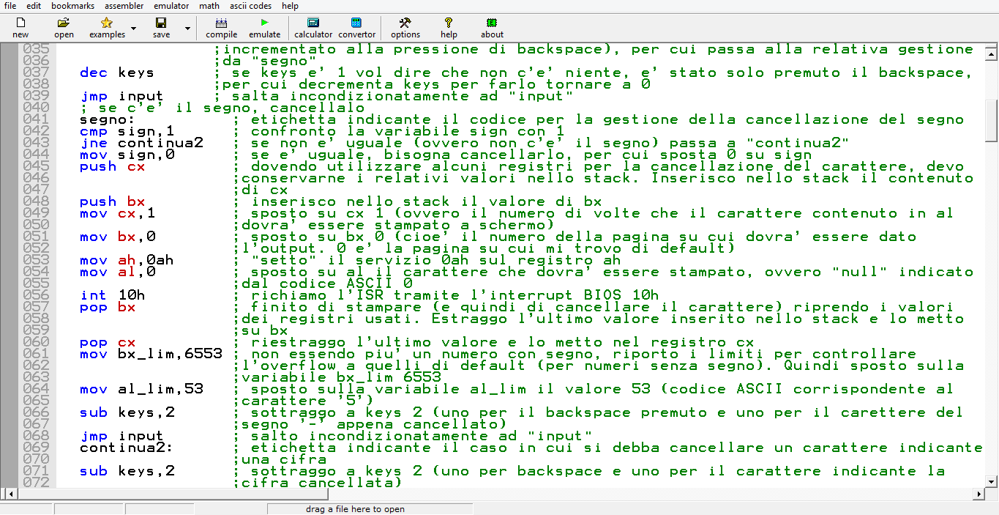 file edit bookmarks assembler emulator math ascii codes help
new open examples save compile emulate calculator convertor options help about
035 ;incrementato alla pressione di backspace), per cui passa alla relativa gestione
036 ;da "segno"
037 dec keys ; se keys e' 1 vol dire che non c'e' niente, e' stato solo premuto il backspace,
038 ;per cui decrementa keys per farlo tornare a 0
039 jmp input ; salta incondizionatamente ad "input"
040 ; se c'e' il segno, cancellalo
041 segno: ; etichetta indicante il codice per la gestione della cancellazione del segno
042 cmp sign,1 ; confronto la variabile sign con 1
043 jne continua2 ; se non e' uguale (ovvero non c'e' il segno) passa a "continua2"
044 mov sign,0 ; se e' uguale, bisogna cancellarlo, per cui sposta 0 su sign
045 push cx ; dovendo utilizzare alcuni registri per la cancellazione del carattere, devo
046 ;conservarne i relativi valori nello stack. Inserisco nello stack il contenuto
047 ;di cx
048 push bx ; inserisco nello stack il valore di bx
049 mov cx,1 ; sposto su cx 1 (ovvero il numero di volte che il carattere contenuto in al
050 ;dovra' essere stampato a schermo)
051 mov bx,0 ; sposto su bx 0 (cioe' il numero della pagina su cui dovra' essere dato
052 ;l'output. 0 e' la pagina su cui mi trovo di default)
053 mov ah,0ah ; "setto" il servizio 0ah sul registro ah
054 mov al,0 ; sposto su al il carattere che dovra' essere stampato, ovvero "null" indicato
055 ;dal codice ASCII 0
056 int 10h ; richiamo l'ISR tramite l'interrupt BIOS 10h
057 pop bx ; finito di stampare (e quindi di cancellare il carattere) riprendo i valori
058 ;dei registri usati. Estraggo l'ultimo valore inserito nello stack e lo metto
059 ;su bx
060 pop cx ; riestraggo l'ultimo valore e lo metto nel registro cx
061 mov bx_lim,6553 ; non essendo piu' un numero con segno, riporto i limiti per controllare
062 ;l'overflow a quelli di default (per numeri senza segno). Quindi sposto sulla
063 ;variabile bx_lim 6553
064 mov al_lim,53 ; sposto sulla variabile al_lim il valore 53 (codice ASCII corrispondente al
065 ;carattere '5')
066 sub keys,2 ; sottraggo a keys 2 (uno per il backspace premuto e uno per il carettere del
067 ;segno '-' appena cancellato)
068 jmp input ; salto incondizionatamente ad "input"
069 continua2: ; etichetta indicante il caso in cui si debba cancellare un carattere indicante
070 ;una cifra
071 sub keys,2 ; sottraggo a keys 2 (uno per backspace e uno per il carattere indicante la
072 ;cifra cancellata)
drag a file here to open